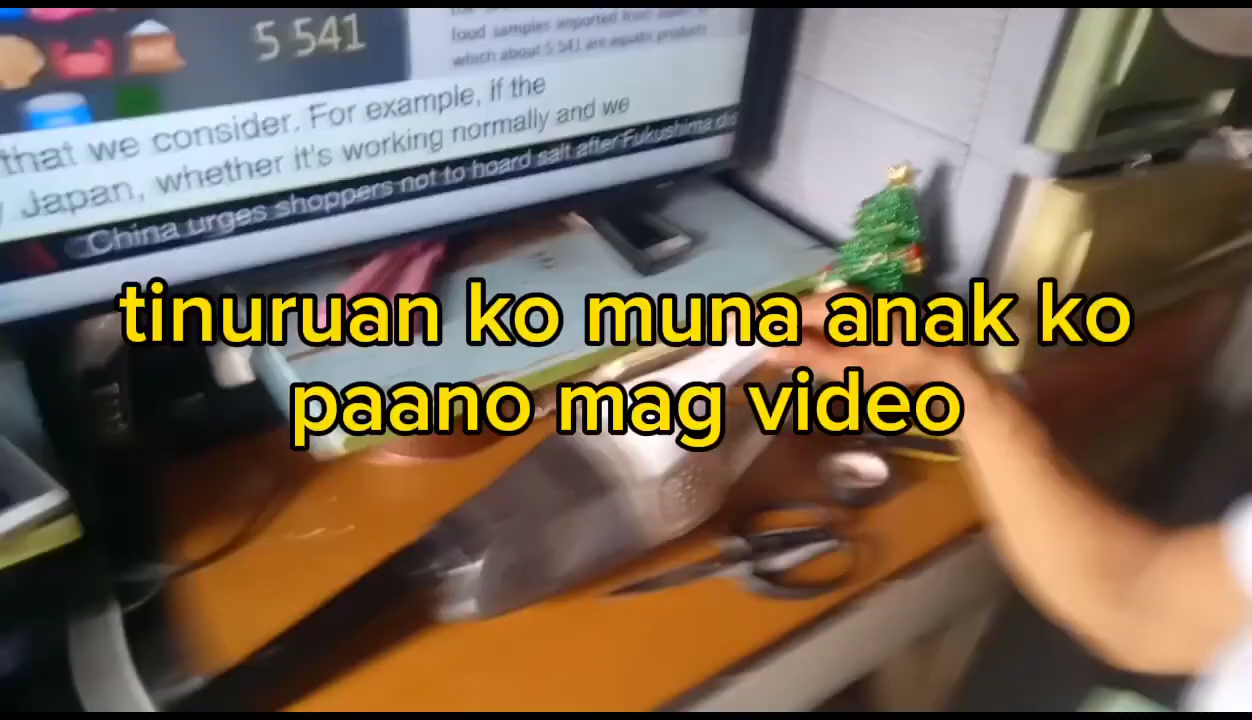 5 541
food samples imported from
which about 5 541 are aquatic products
that we consider. For example, if the
Japan, whether it's working normally and we
China urges shoppers not to hoard salt after Fukushima
tinuruan ko muna anak ko
paano mag video